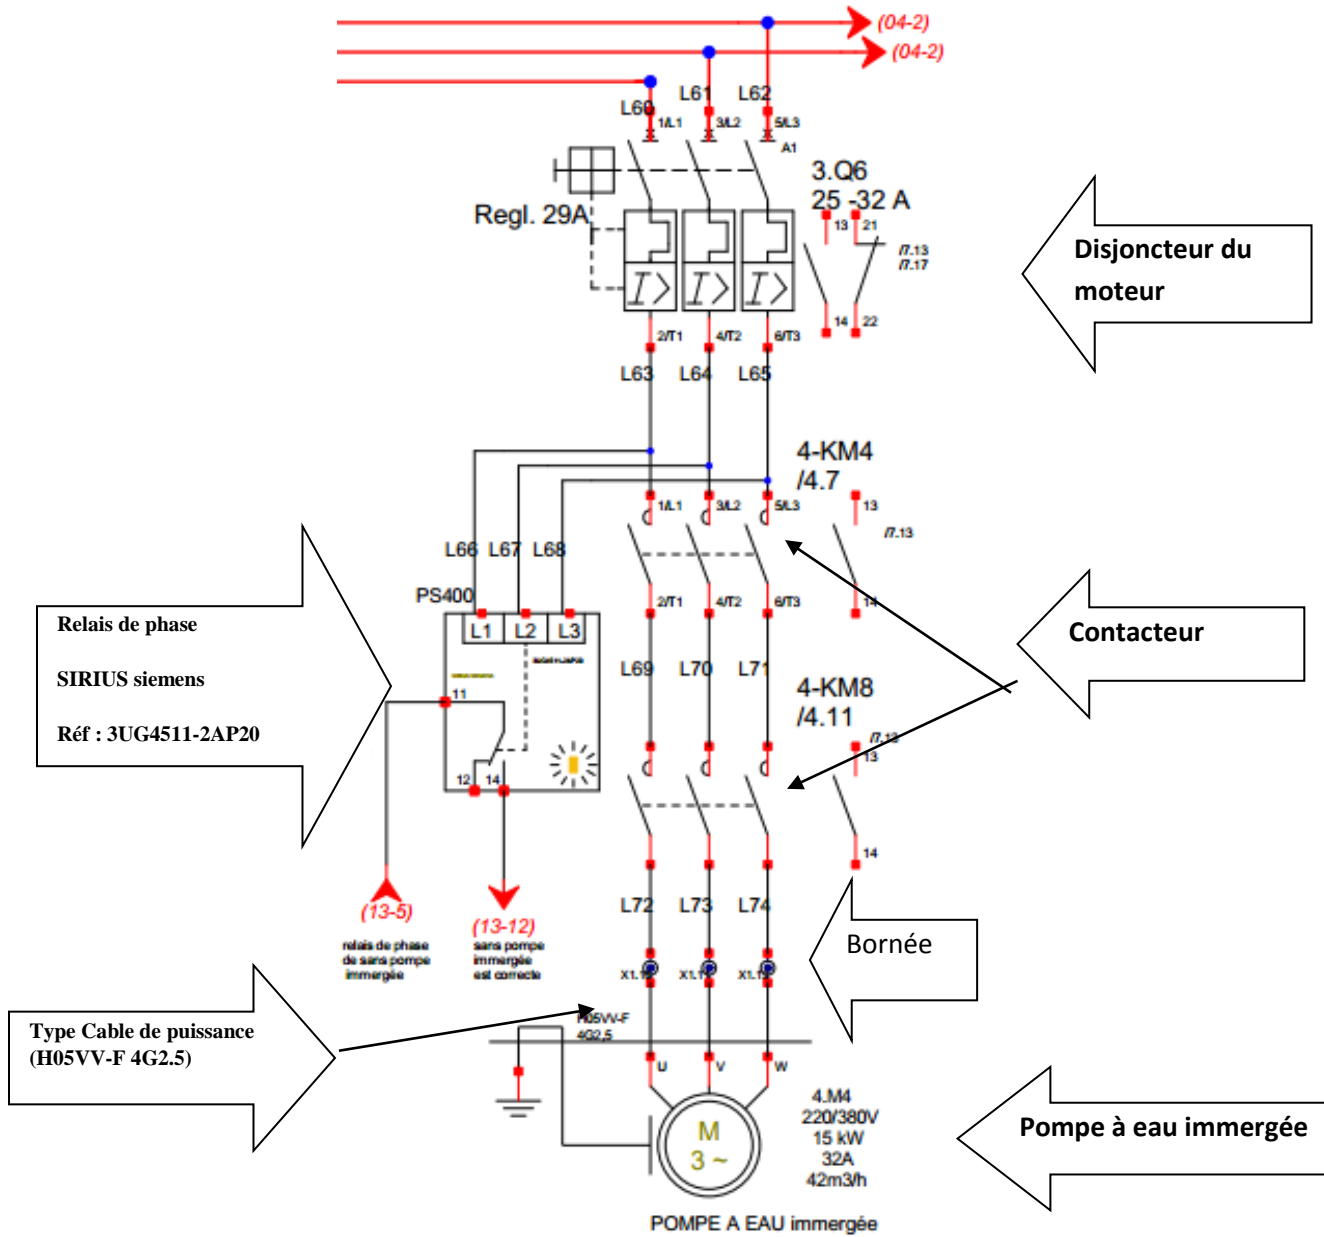 (04-2)
(04-2)
L60
L61
L62
1/L1
3/L2
5/L3
A1
3.Q6
25 -32 A
Regl. 29A
13
21
/7.13
/7.17
I>
I>
I>
14
22
2/T1
4/T2
6/T3
L63
L64
L65
Disjoncteur du
moteur
4-KM4
/4.7
1/L1
3/L2
5/L3
13
/7.13
L66
L67
L68
PS400
2/T1
4/T2
6/T3
14
L1
L2
L3
Relais de phase
SIRIUS siemens
Réf : 3UG4511-2AP20
Contacteur
L69
L70
L71
4-KM8
/4.11
11
/7.13
13
12
14
14
(13-5)
relais de phase
de sans pompe
immergée
(13-12)
sans pompe
immergée
est correcte
L72
L73
L74
Bornée
Type Cable de puissance
(H05VV-F 4G2.5)
H05VV-F
4G2,5
U
V
W
M
3 ~
4.M4
220/380V
15 kW
32A
42m3/h
Pompe à eau immergée
POMPE A EAU immergée